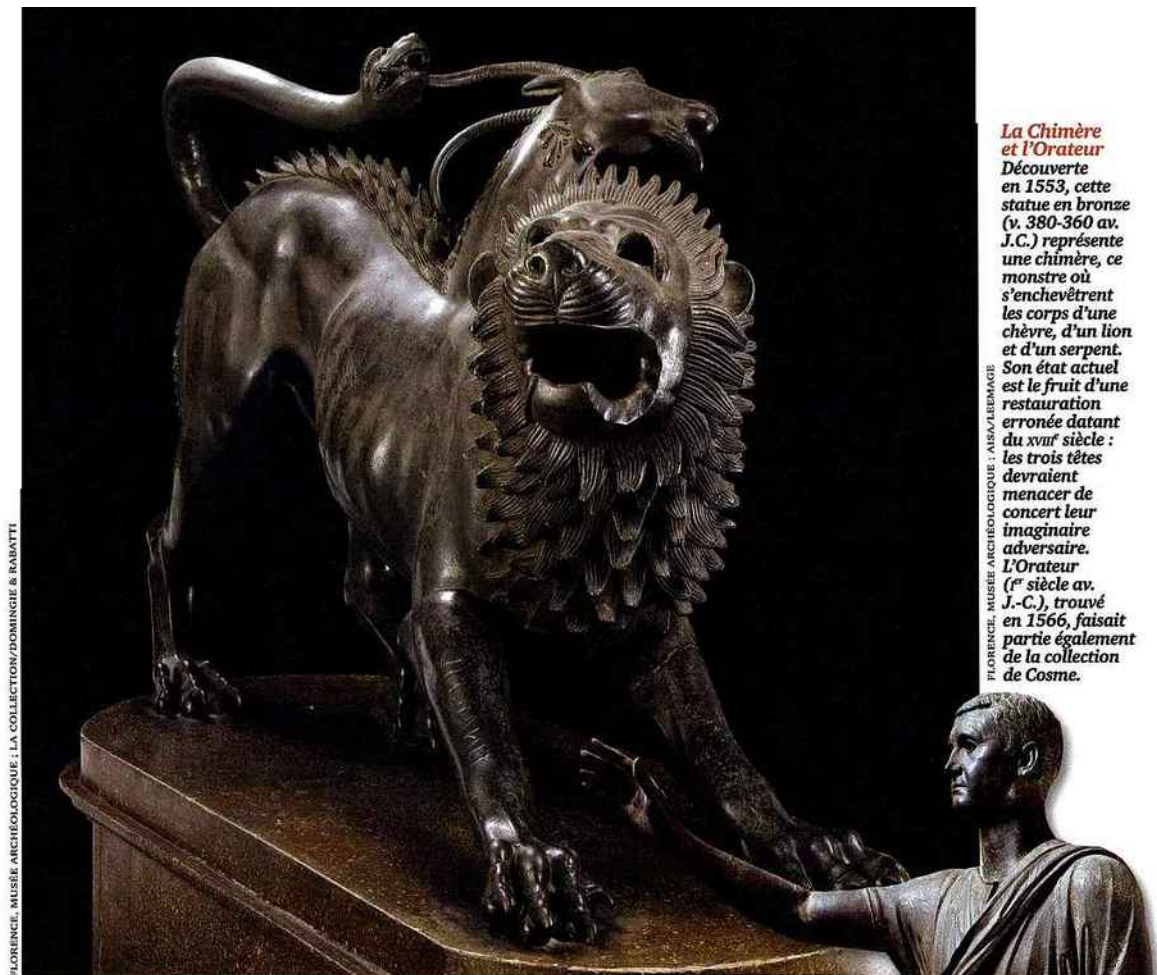 La Chimère
et l'Orateur
Découverte
en 1553, cette
statue en bronze
(v. 380-360 av.
J.C.) représente
une chimère, ce
monstre où
s'enchevêtrent
les corps d'une
chèvre, d'un lion
et d'un serpent.
Son état actuel
est le fruit d'une
restauration
erronée datant
du XVIIIe siècle :
les trois têtes
devraient
menacer de
concert leur
imaginaire
adversaire.
L'Orateur
(Ier siècle av.
J.-C.), trouvé
en 1566, faisait
partie également
de la collection
de Cosme.
FLORENCE, MUSÉE ARCHÉOLOGIQUE : AISA/LEEMAGE
FLORENCE, MUSÉE ARCHÉOLOGIQUE ; LA COLLECTION/DOMINGIE & RABATTI